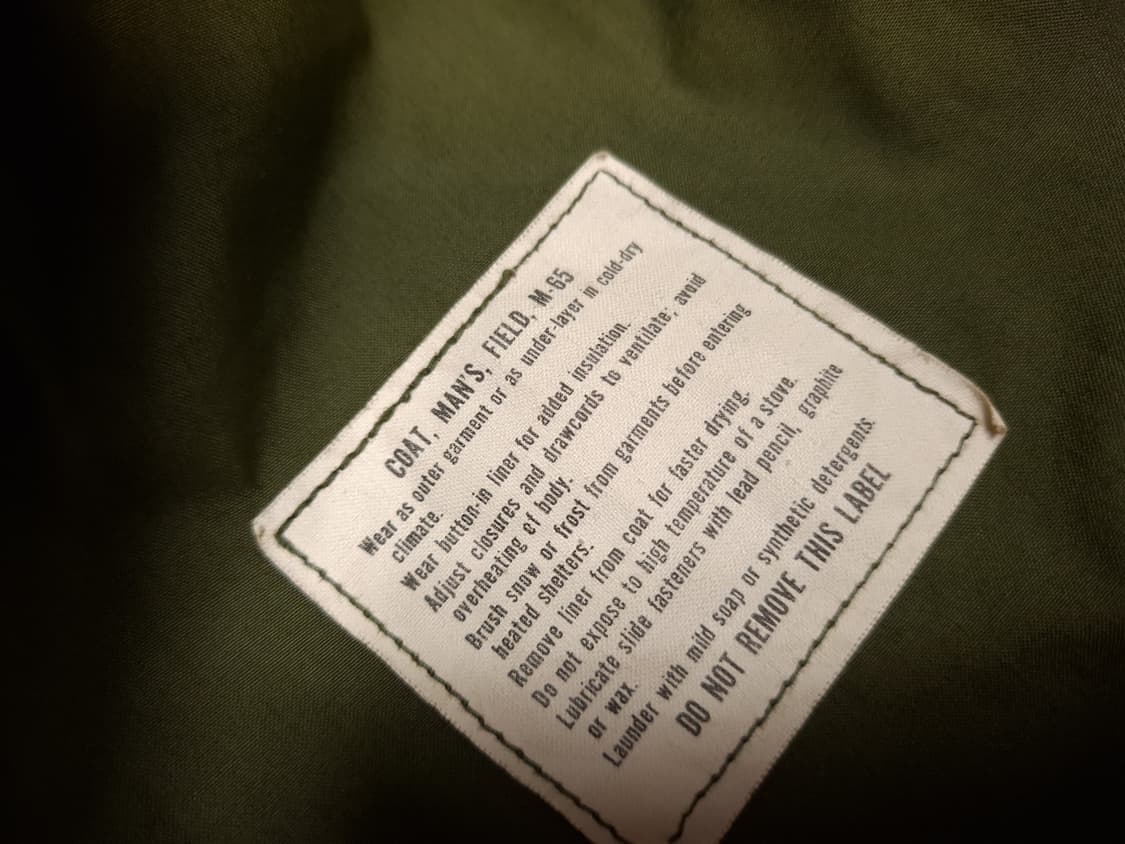 COAT, MAN'S, FIELD, M-65
Wear as outer garment or as under-layer in cold-dry
climate.
Wear button-in liner for added insulation.
Adjust closures and drawcords to ventilate; avoid
overheating of body.
Brush snow or frost from garments before entering
heated shelters.
Remove liner from coat for faster drying.
Do not expose to high temperature of a stove.
Lubricate slide fasteners with lead pencil, graphite
or wax.
Launder with mild soap or synthetic detergents.
DO NOT REMOVE THIS LABEL